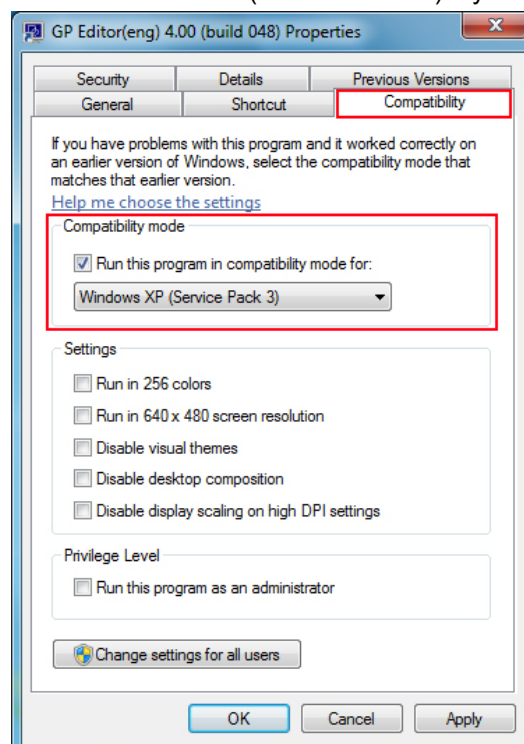 GP Editor(eng) 4.00 (build 048) Properties
Security Details Previous Versions
General Shortcut Compatibility
If you have problems with this program and it worked correctly on
an earlier version of Windows, select the compatibility mode that
matches that earlier version.
Help me choose the settings
Compatibility mode
Run this program in compatibility mode for:
Windows XP (Service Pack 3)
Settings
Run in 256 colors
Run in 640 x 480 screen resolution
Disable visual themes
Disable desktop composition
Disable display scaling on high DPI settings
Privilege Level
Run this program as an administrator
Change settings for all users
OK Cancel Apply